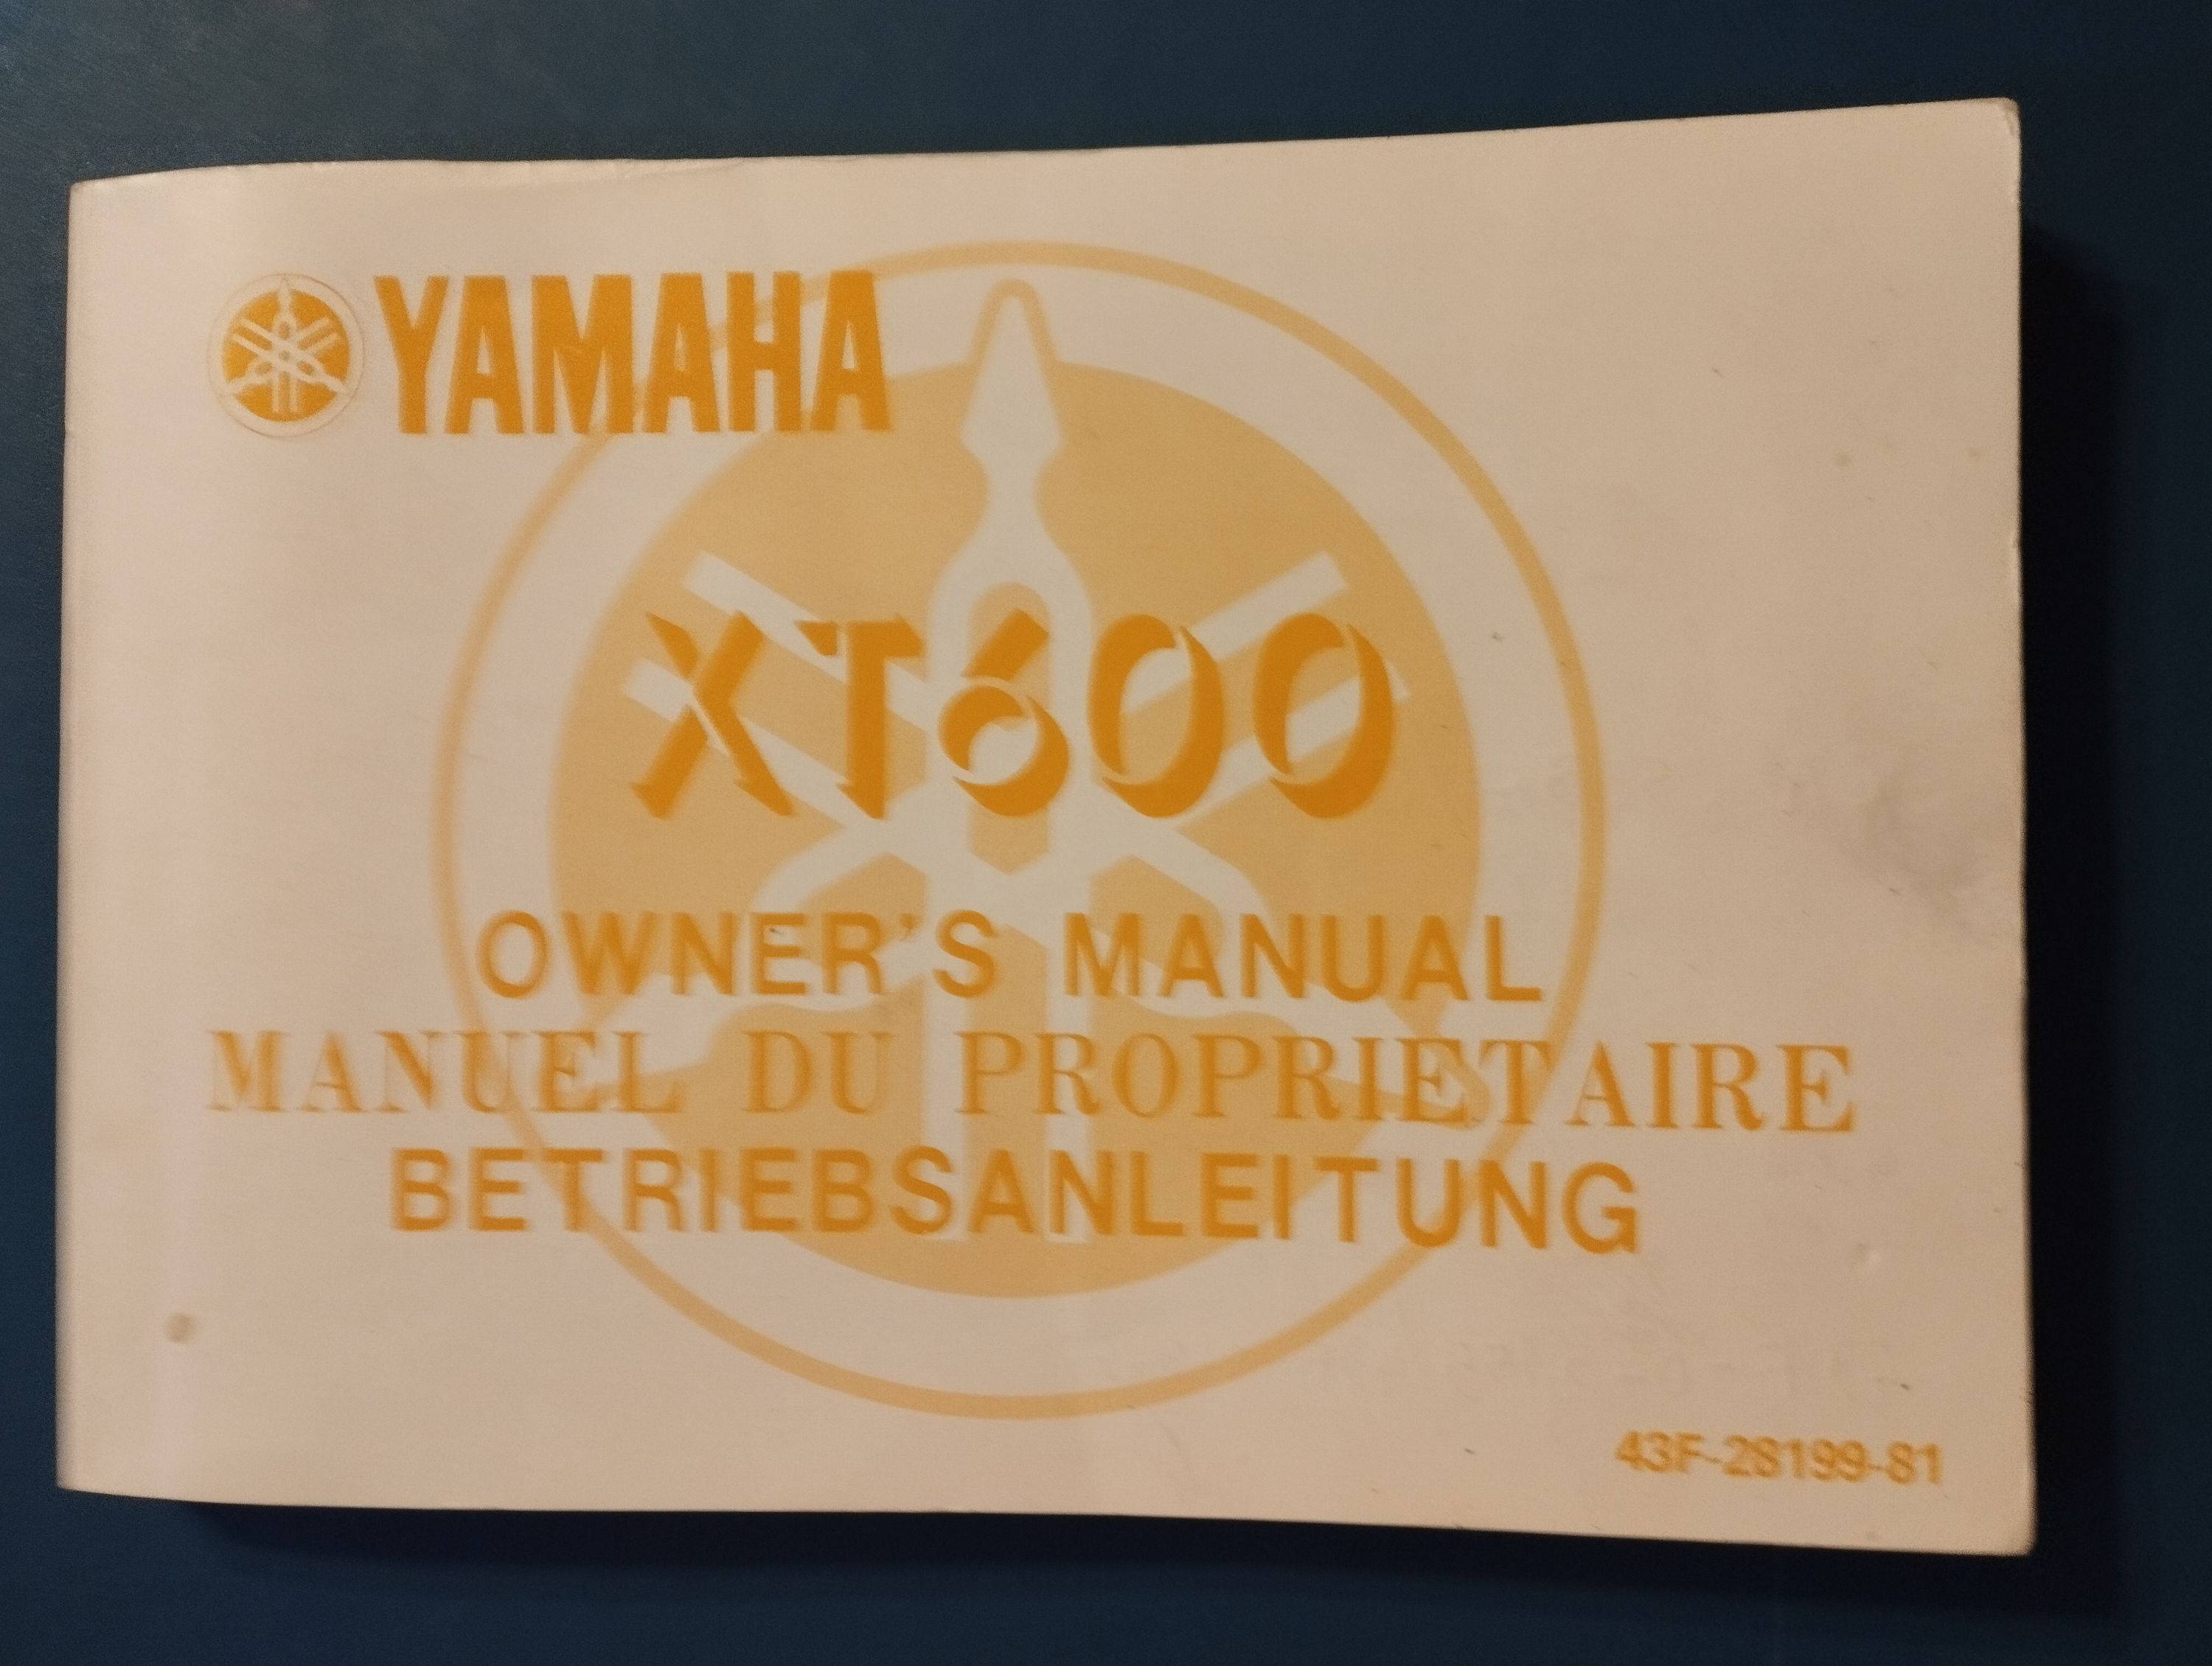 YAMAHA
XT600
OWNER'S MANUAL
MANUEL DU PROPRIETAIRE
BETRIEBSANLEITUNG
43F-28199-81